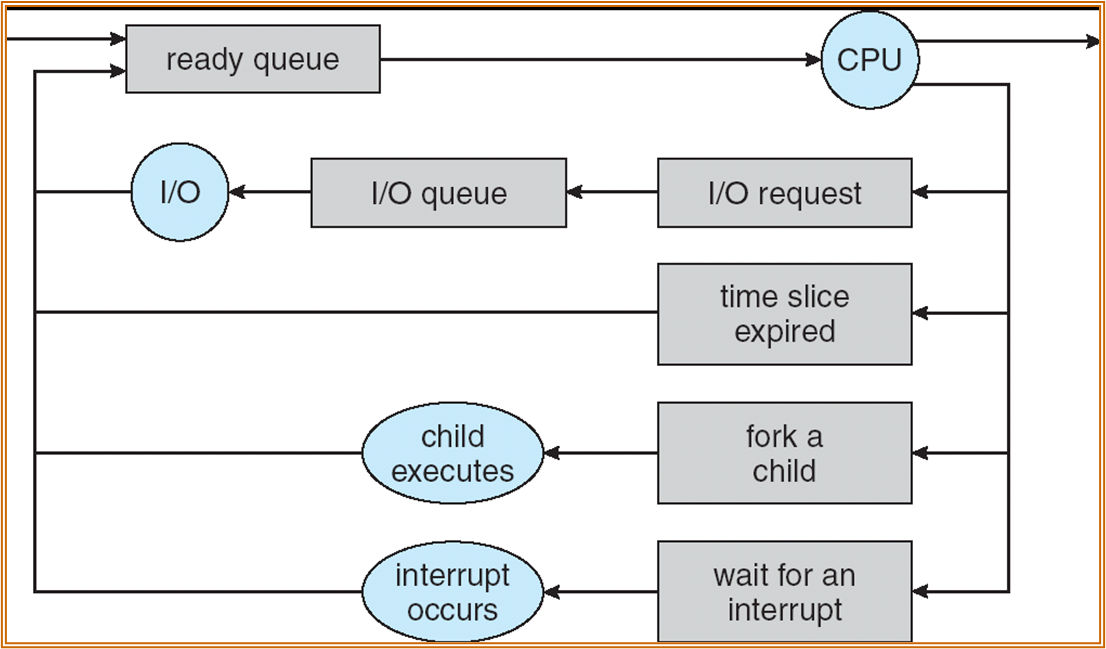 ready queue
CPU
I/O
I/O queue
I/O request
time slice
expired
child
executes
fork a
child
interrupt
occurs
wait for an
interrupt